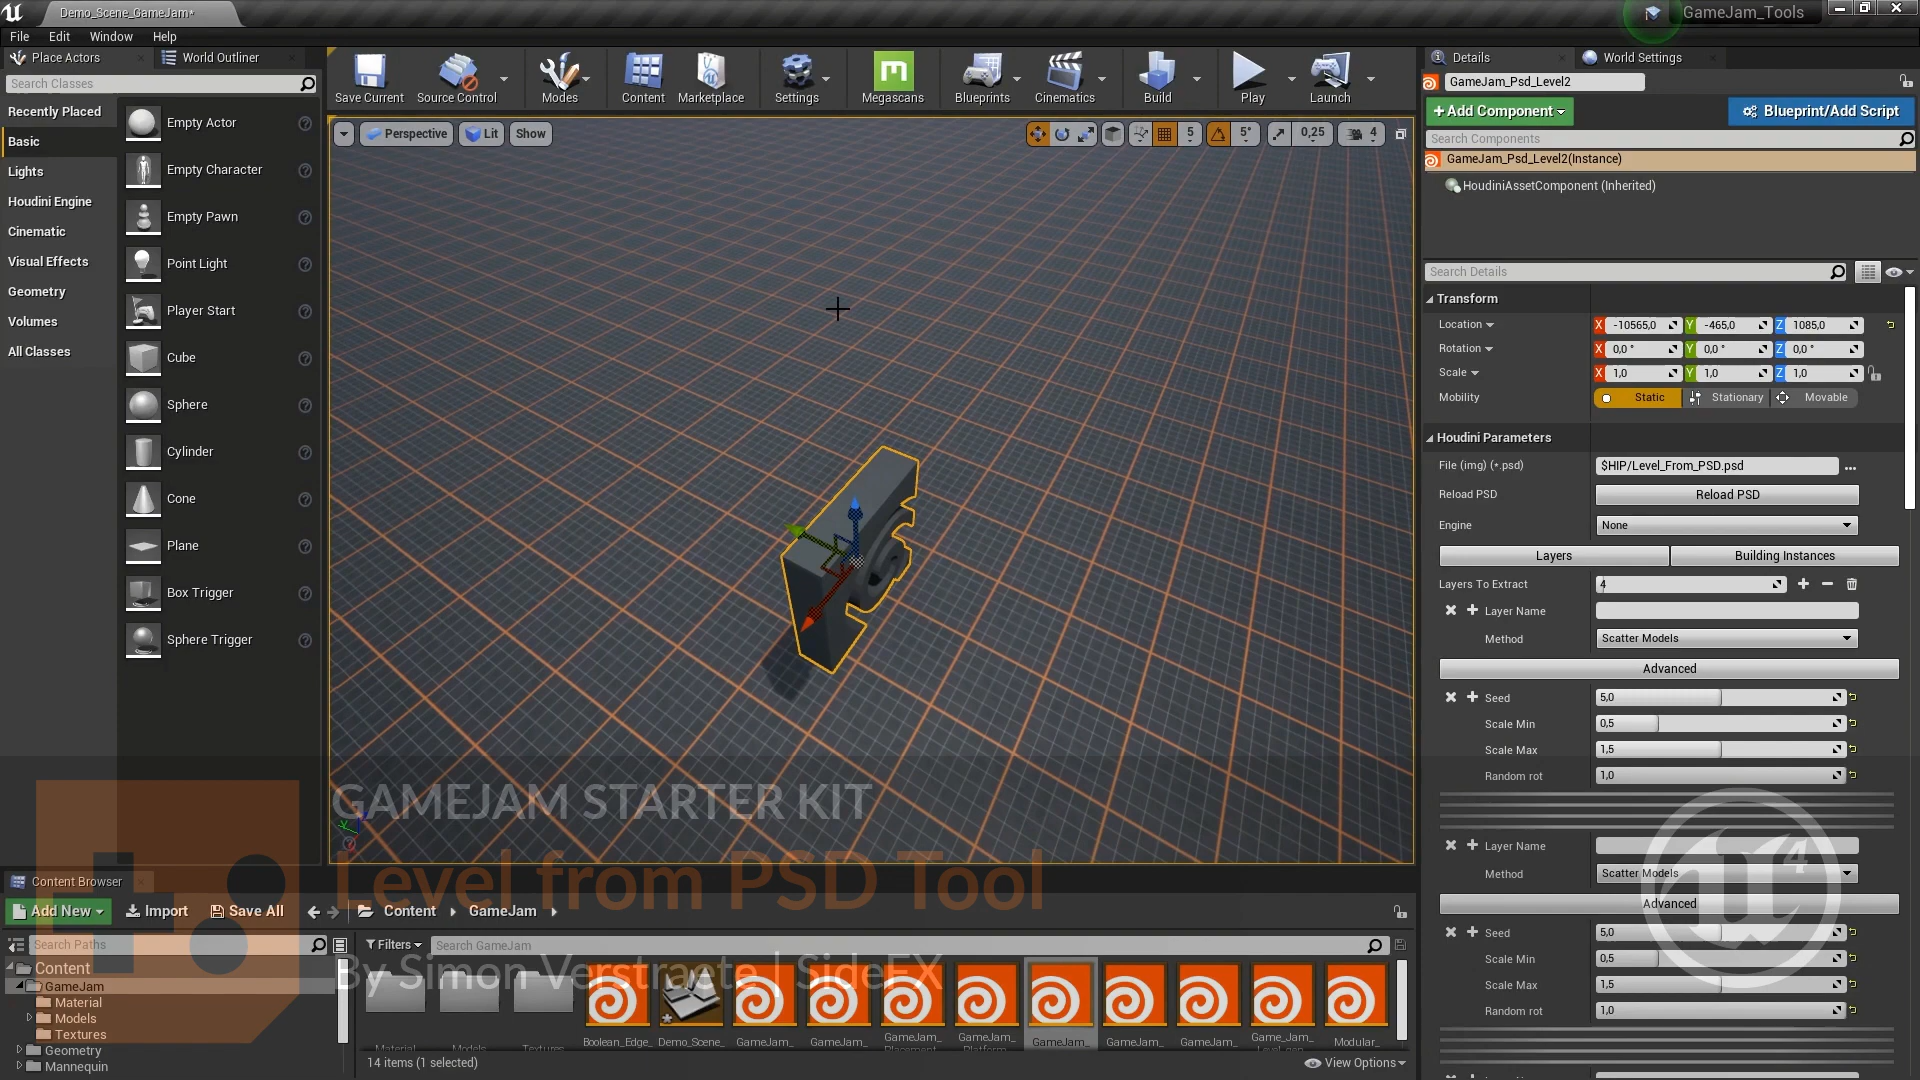 Demo_Scene_GameJam*
GameJam_Tools
File Edit Window Help
Place Actors
World Outliner
Search Classes
Recently Placed
Basic
Lights
Houdini Engine
Cinematic
Visual Effects
Geometry
Volumes
All Classes
Empty Actor
Empty Character
Empty Pawn
Point Light
Player Start
Cube
Sphere
Cylinder
Cone
Plane
Box Trigger
Sphere Trigger
Save Current
Source Control
Modes
Content
Marketplace
Settings
Megascans
Blueprints
Cinematics
Build
Play
Launch
Perspective
Lit
Show
5
5°
0,25
4
Details
World Settings
GameJam_Psd_Level2
+ Add Component
Blueprint/Add Script
Search Components
GameJam_Psd_Level2(Instance)
HoudiniAssetComponent (Inherited)
Search Details
Transform
Location X -10565,0 Y -465,0 Z 1085,0
Rotation X 0,0 ° Y 0,0 ° Z 0,0 °
Scale X 1,0 Y 1,0 Z 1,0
Mobility Static Stationary Movable
Houdini Parameters
File (img) (*.psd) $HIP/Level_From_PSD.psd ...
Reload PSD Reload PSD
Engine None
Layers Building Instances
Layers To Extract 4
Layer Name
Method Scatter Models
Advanced
Seed 5,0
Scale Min 0,5
Scale Max 1,5
Random rot 1,0
Layer Name
Method Scatter Models
Advanced
Seed 5,0
Scale Min 0,5
Scale Max 1,5
Random rot 1,0
4
GAMEJAM STARTER KIT
Level from PSD Tool
By Simon Verstraete | SideFX
Content Browser
Add New
Import
Save All
Content
GameJam
Search Paths
Filters
Search GameJam
Content
GameJam
Material
Models
Textures
Geometry
Mannequin
Material
Models
Textures
Boolean_Edge_
Demo_Scene_
GameJam_
GameJam_
GameJam_
Placement_
GameJam_
Platform_
GameJam_
GameJam_
GameJam_
Game_Jam_
Modular_
14 items (1 selected)
View Options